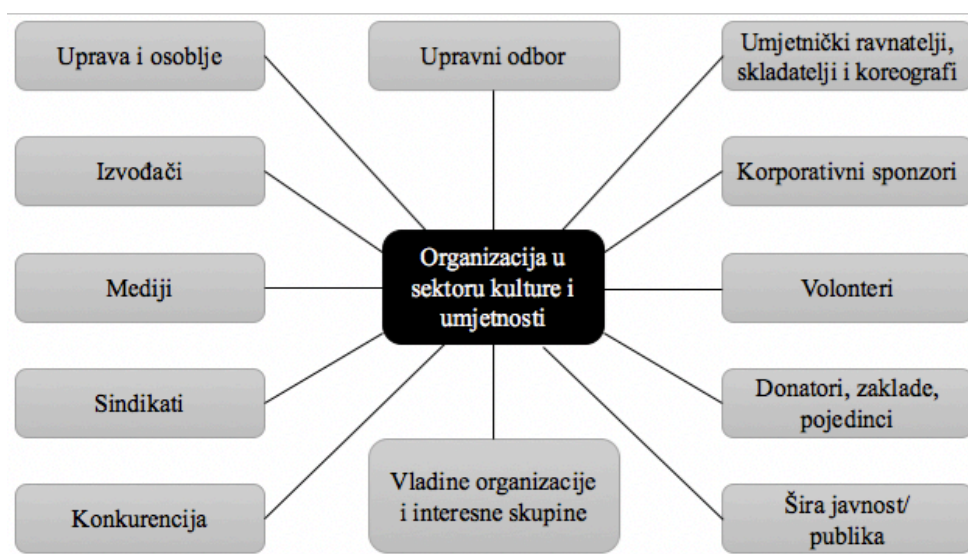 Uprava i osoblje
Upravni odbor
Umjetnički ravnatelji,
skladatelji i koreografi
Izvođači
Korporativni sponzori
Organizacija u
sektoru kulture i
umjetnosti
Mediji
Volonteri
Sindikati
Donatori, zaklade,
pojedinci
Vladine organizacije
i interesne skupine
Konkurencija
Šira javnost/
publika